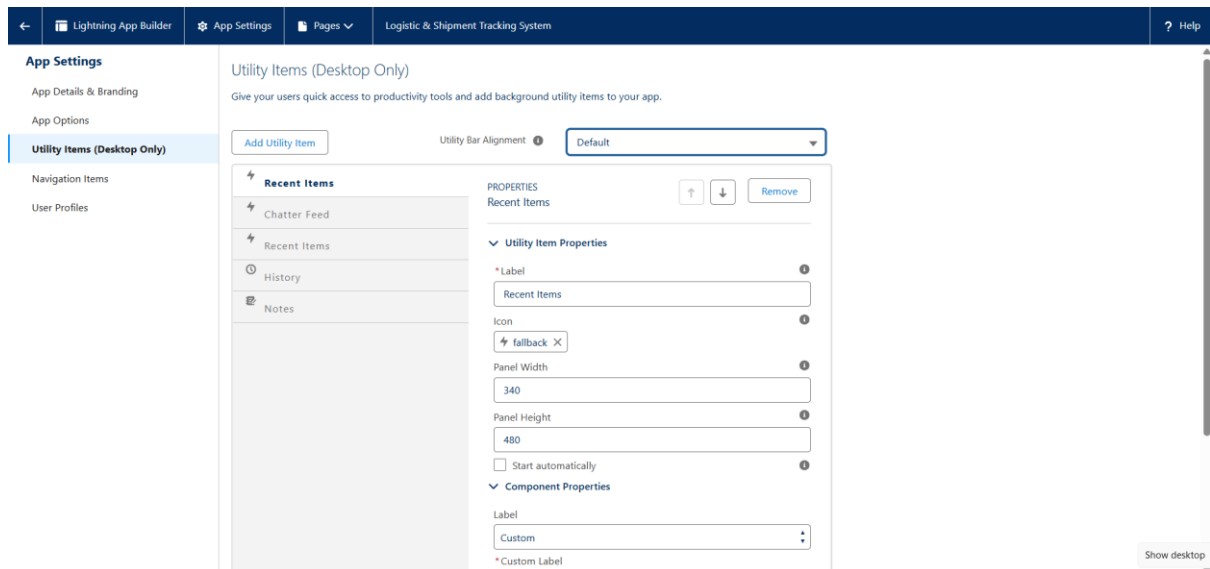 Lightning App Builder
App Settings
Pages
Logistic & Shipment Tracking System
? Help
App Settings
App Details & Branding
App Options
Utility Items (Desktop Only)
Navigation Items
User Profiles
Utility Items (Desktop Only)
Give your users quick access to productivity tools and add background utility items to your app.
Add Utility Item
Utility Bar Alignment
Default
Recent Items
Chatter Feed
Recent Items
History
Notes
PROPERTIES
Recent Items
Remove
Utility Item Properties
*Label
Recent Items
Icon
fallback
Panel Width
340
Panel Height
480
Start automatically
Component Properties
Label
Custom
*Custom Label
Show desktop